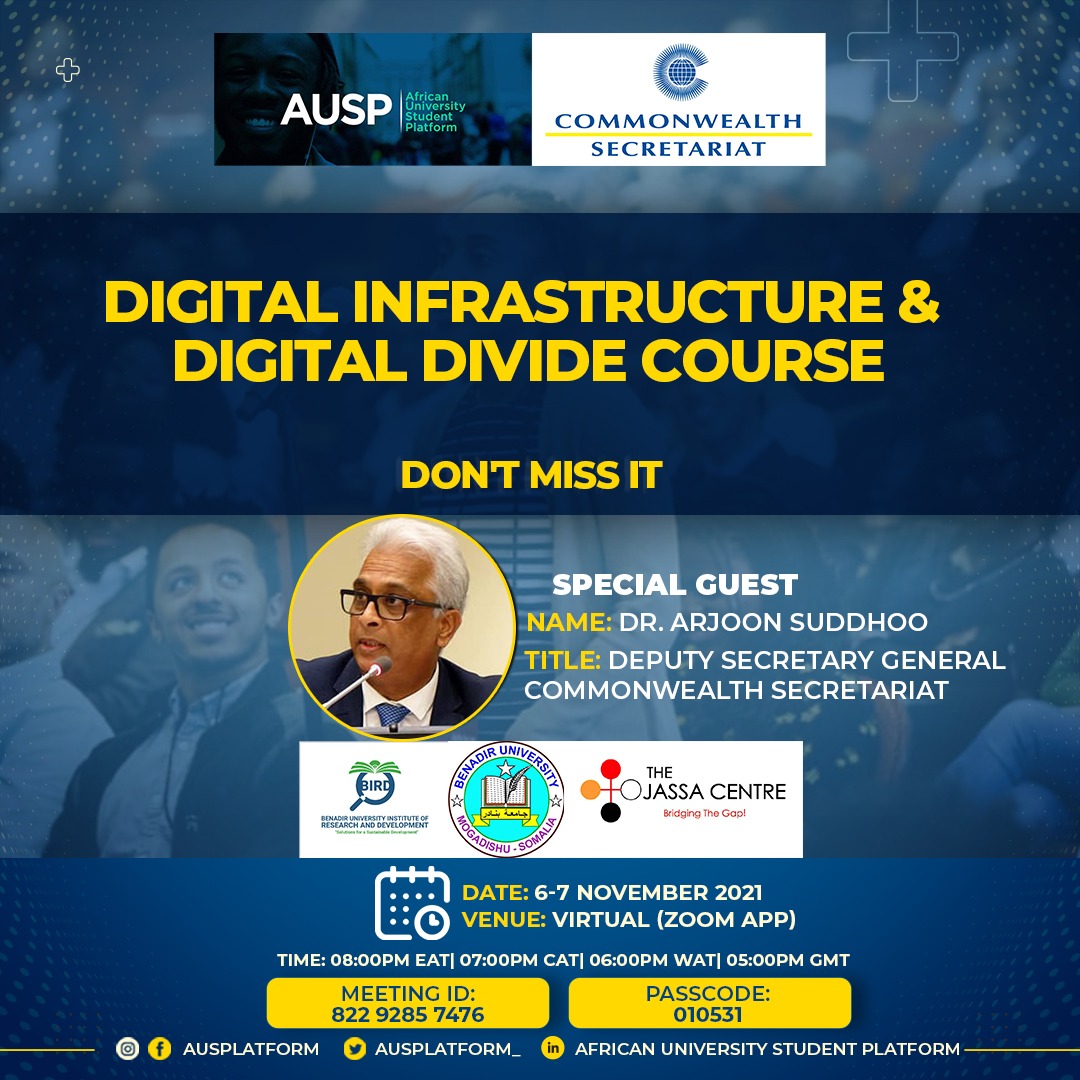 AUSP
African
University
Student
Platform
COMMONWEALTH
SECRETARIAT
DIGITAL INFRASTRUCTURE &
DIGITAL DIVIDE COURSE
DON'T MISS IT
SPECIAL GUEST
NAME: DR. ARJOON SUDDHOO
TITLE: DEPUTY SECRETARY GENERAL
COMMONWEALTH SECRETARIAT
BIRD
BENADIR UNIVERSITY INSTITUTE OF
RESEARCH AND DEVELOPMENT
"Solutions for a Sustainable Development"
BENADIR UNIVERSITY
جامعة بنادر
MOGADISHU - SOMALIA
THE
JASSA CENTRE
Bridging The Gap!
DATE: 6-7 NOVEMBER 2021
VENUE: VIRTUAL (ZOOM APP)
TIME: 08:00PM EAT| 07:00PM CAT| 06:00PM WAT| 05:00PM GMT
MEETING ID:
822 9285 7476
PASSCODE:
010531
AUSPLATFORM
AUSPLATFORM_
in AFRICAN UNIVERSITY STUDENT PLATFORM